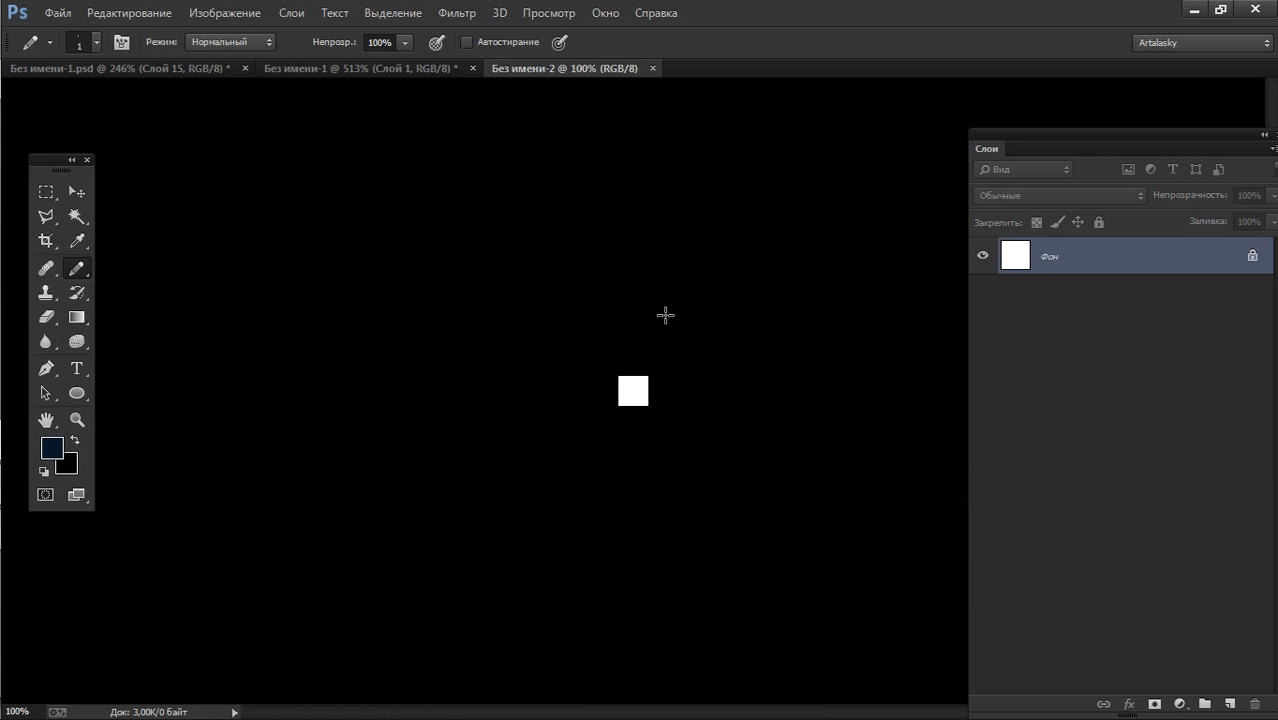 Ps Файл Редактирование Изображение Слои Текст Выделение Фильтр 3D Просмотр Окно Справка
1 Режим: Нормальный Непрозр.: 100% Автостирание Artalasky
Без имени-1.psd @ 246% (Слой 15, RGB/8) * × Без имени-1 @ 513% (Слой 1, RGB/8) * × Без имени-2 @ 100% (RGB/8) ×
Слои
Вид
Обычные Непрозрачность: 100%
Закрепить: Заливка: 100%
Фон
100% Док: 3,00K/0 байт